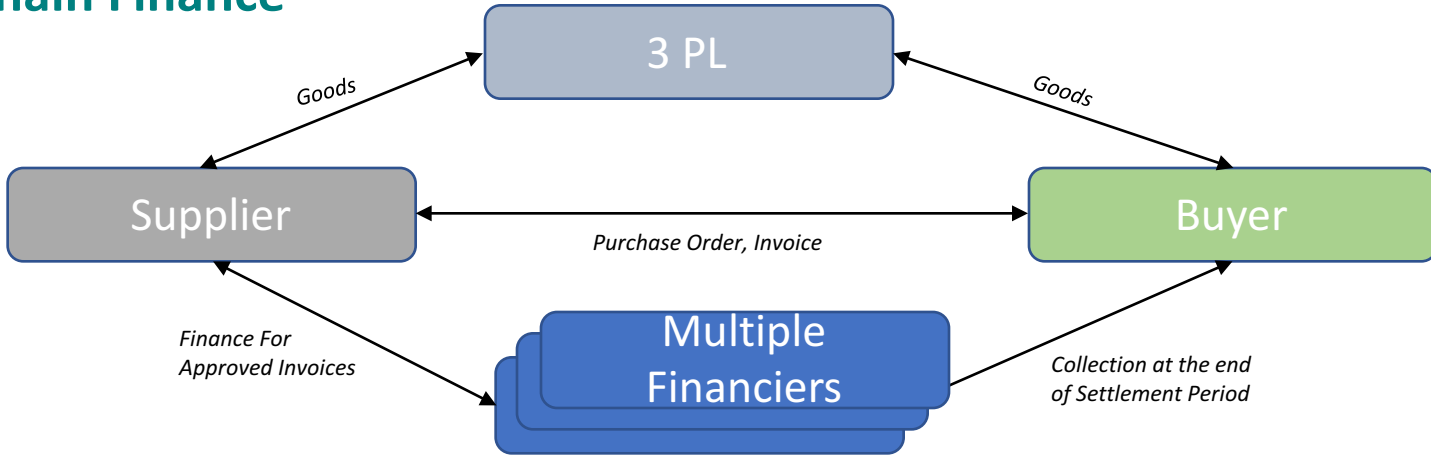 Finance
3 PL
Goods
Goods
Supplier
Buyer
Purchase Order, Invoice
Multiple
Financiers
Finance For
Approved Invoices
Collection at the end
of Settlement Period